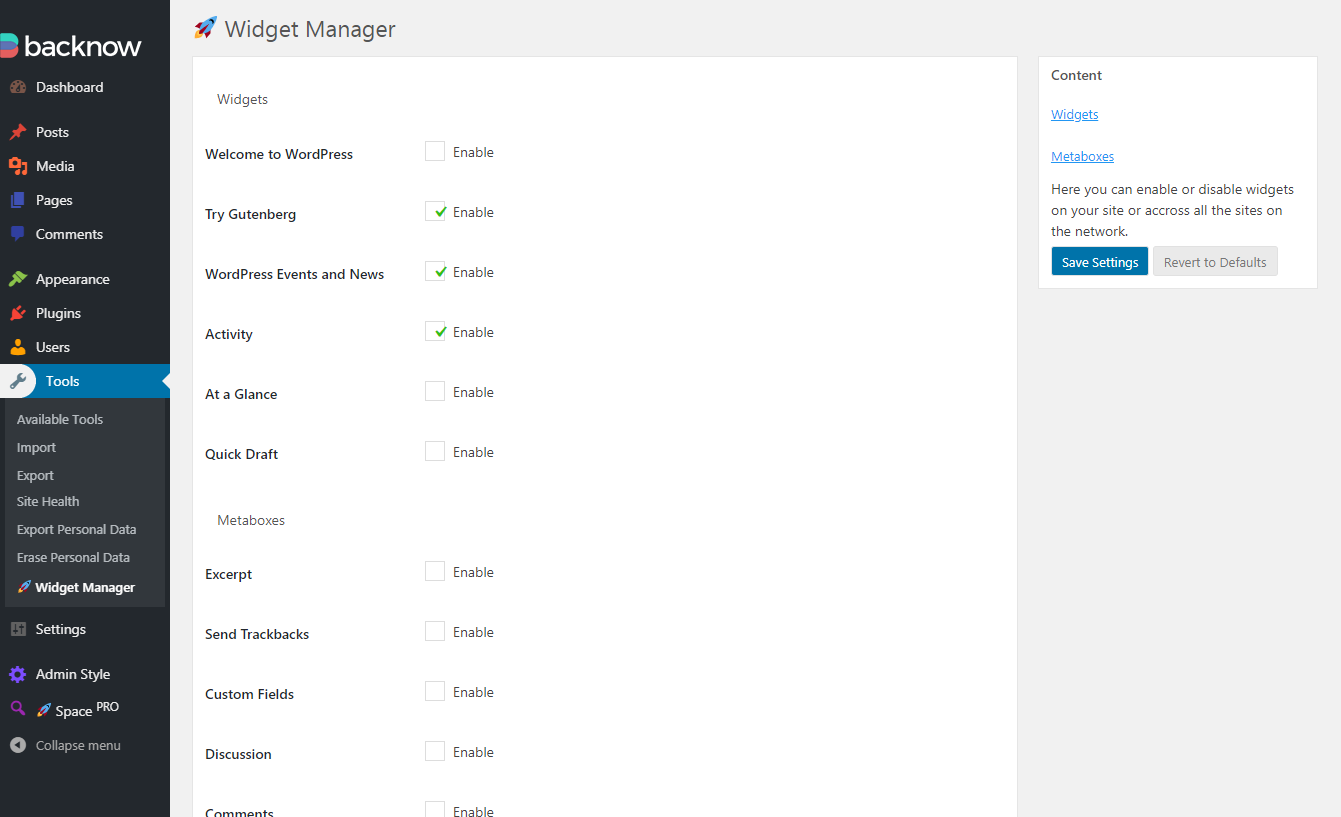 backnow
Dashboard
Posts
Media
Pages
Comments
Appearance
Plugins
Users
Tools
Available Tools
Import
Export
Site Health
Export Personal Data
Erase Personal Data
Widget Manager
Settings
Admin Style
Space PRO
Collapse menu
Widget Manager
Widgets
Welcome to WordPress Enable
Try Gutenberg Enable
WordPress Events and News Enable
Activity Enable
At a Glance Enable
Quick Draft Enable
Metaboxes
Excerpt Enable
Send Trackbacks Enable
Custom Fields Enable
Discussion Enable
Comments Enable
Content
Widgets
Metaboxes
Here you can enable or disable widgets
on your site or accross all the sites on
the network.
Save Settings Revert to Defaults